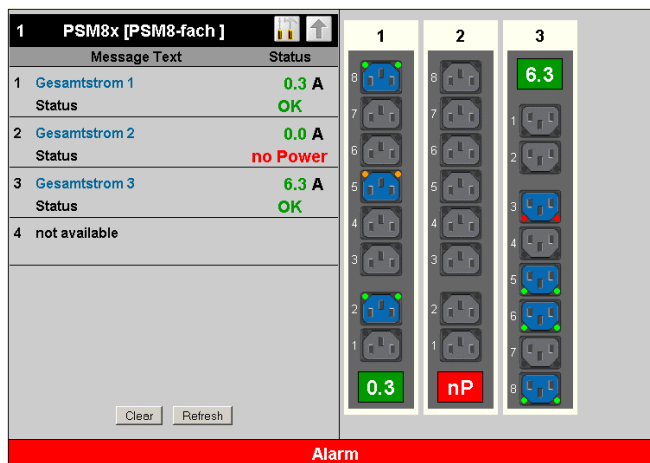 1 PSM8x [PSM8-fach ]
Message Text Status
1 Gesamtstrom 1 0.3 A
Status OK
2 Gesamtstrom 2 0.0 A
Status no Power
3 Gesamtstrom 3 6.3 A
Status OK
4 not available
Clear Refresh
1
8
7
6
5
4
3
2
1
0.3
2
8
7
6
5
4
3
2
1
nP
3
6.3
1
2
3
4
5
6
7
8
Alarm